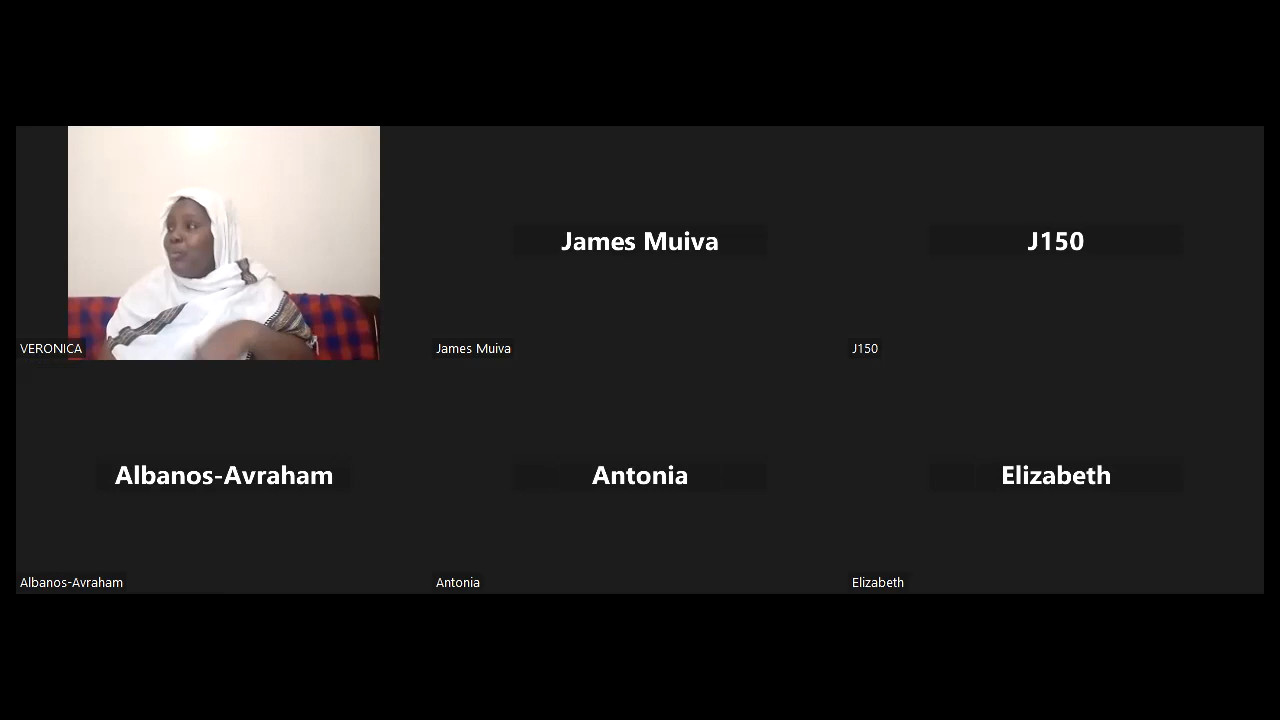 James Muiva
J150
VERONICA
James Muiva
J150
Albanos-Avraham
Antonia
Elizabeth
Albanos-Avraham
Antonia
Elizabeth